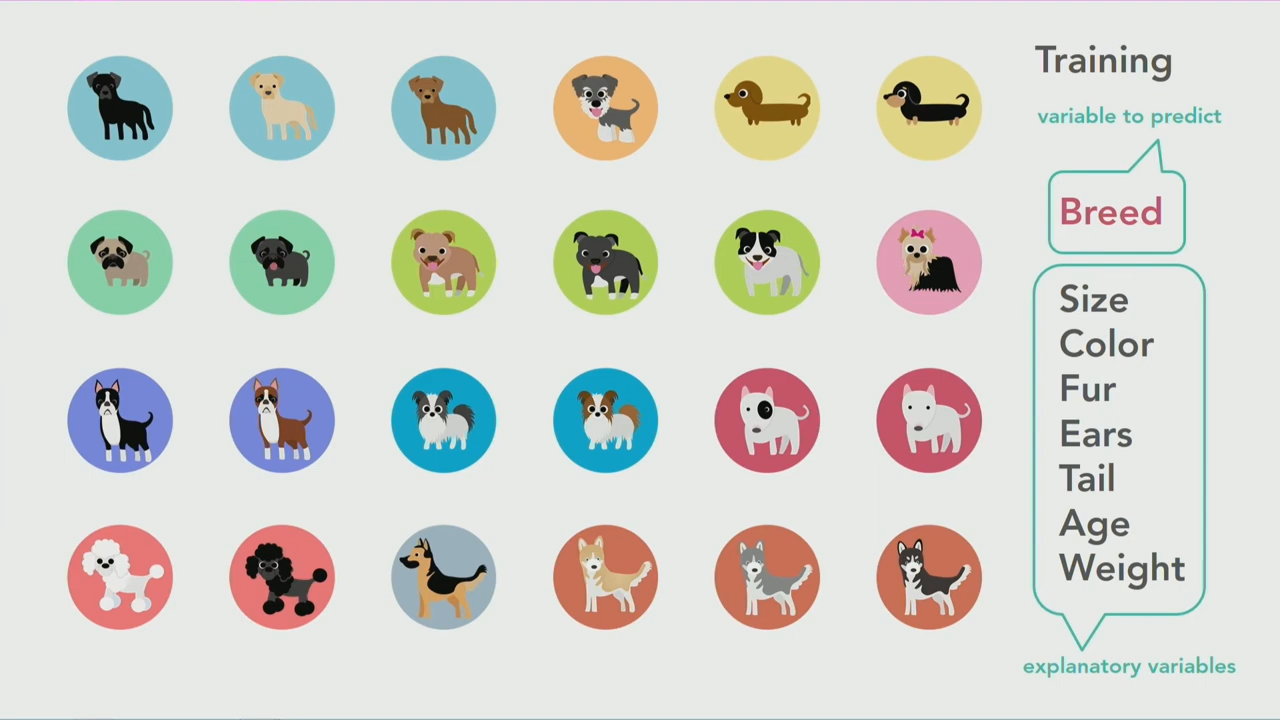 Training
variable to predict
Breed
Size
Color
Fur
Ears
Tail
Age
Weight
explanatory variables